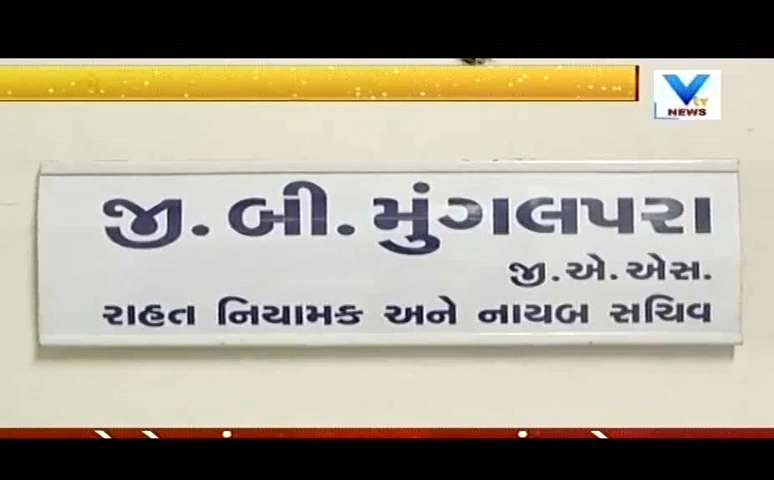 Vtv
NEWS
જી. બી. મુંગલપરા
જી. એ. એસ.
રાહત નિયામક અને નાયબ સચિવ